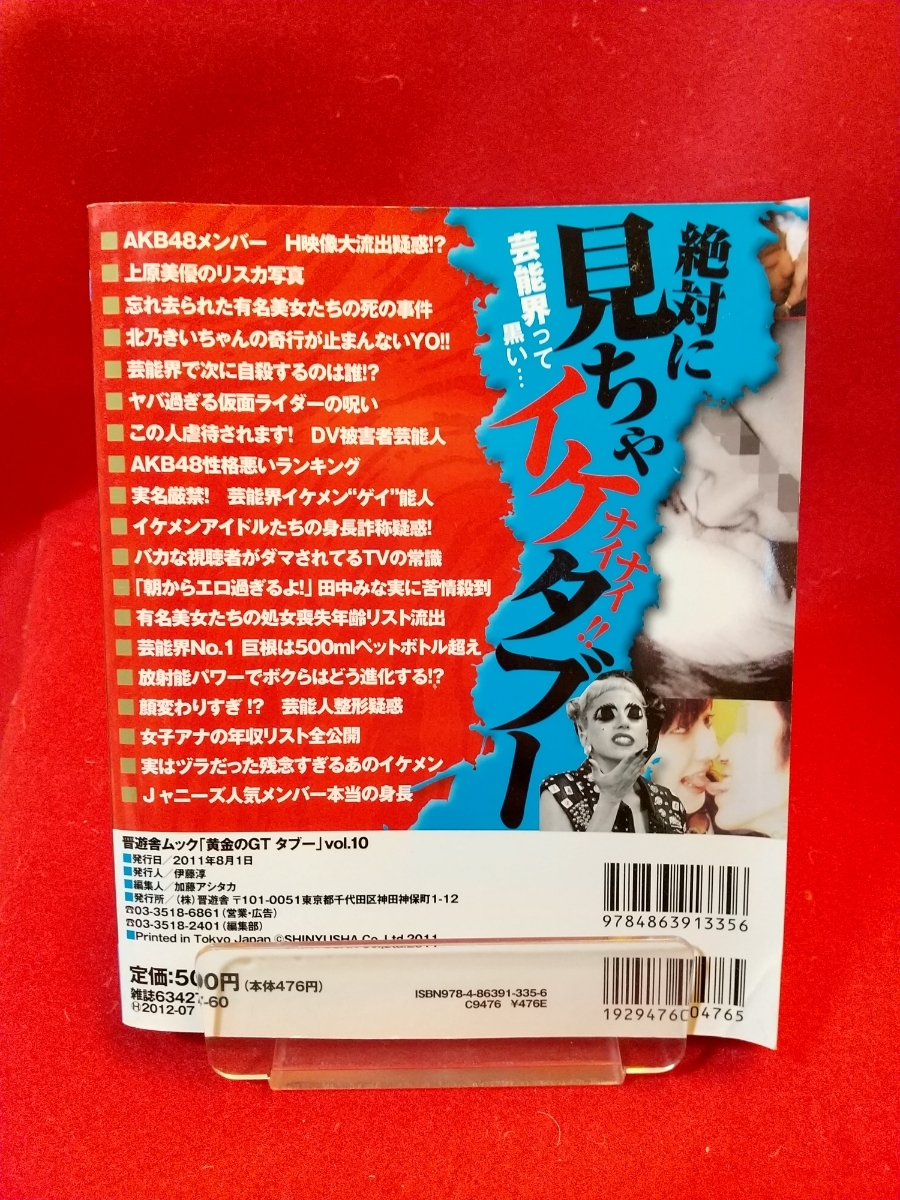 絶対に
見ちゃ
イケナイナイ!!
タブー
芸能界って
黒い…
AKB48メンバー　H映像大流出疑惑!?
上原美優のリスカ写真
忘れ去られた有名美女たちの死の事件
北乃きいちゃんの奇行が止まんないYO!!
芸能界で次に自殺するのは誰!?
ヤバ過ぎる仮面ライダーの呪い
この人虐待されます!　DV被害者芸能人
AKB48性格悪いランキング
実名厳禁!　芸能界イケメン“ゲイ”能人
イケメンアイドルたちの身長詐称疑惑!
バカな視聴者がダマされてるTVの常識
「朝からエロ過ぎるよ!」田中みな実に苦情殺到
有名美女たちの処女喪失年齢リスト流出
芸能界No.1 巨根は500mlペットボトル超え
放射能パワーでボクらはどう進化する!?
顔変わりすぎ!?　芸能人整形疑惑
女子アナの年収リスト全公開
実はヅラだった残念すぎるあのイケメン
Jャニーズ人気メンバー本当の身長
晋遊舎ムック「黄金のGT タブー」vol.10
■発行日／2011年8月1日
■発行人／伊藤淳
■編集人／加藤アシタカ
■発行所／（株）晋遊舎 〒101-0051東京都千代田区神田神保町1-12
☎03-3518-6861（営業・広告）
☎03-3518-2401（編集部）
■Printed in Tokyo Japan ©SHINYUSHA Co.,Ltd.2011
定価:500円（本体476円）
雑誌63427-60
Ⓗ2012-07
ISBN978-4-86391-335-6
C9476 ¥476E
9784863913356
1929476004765